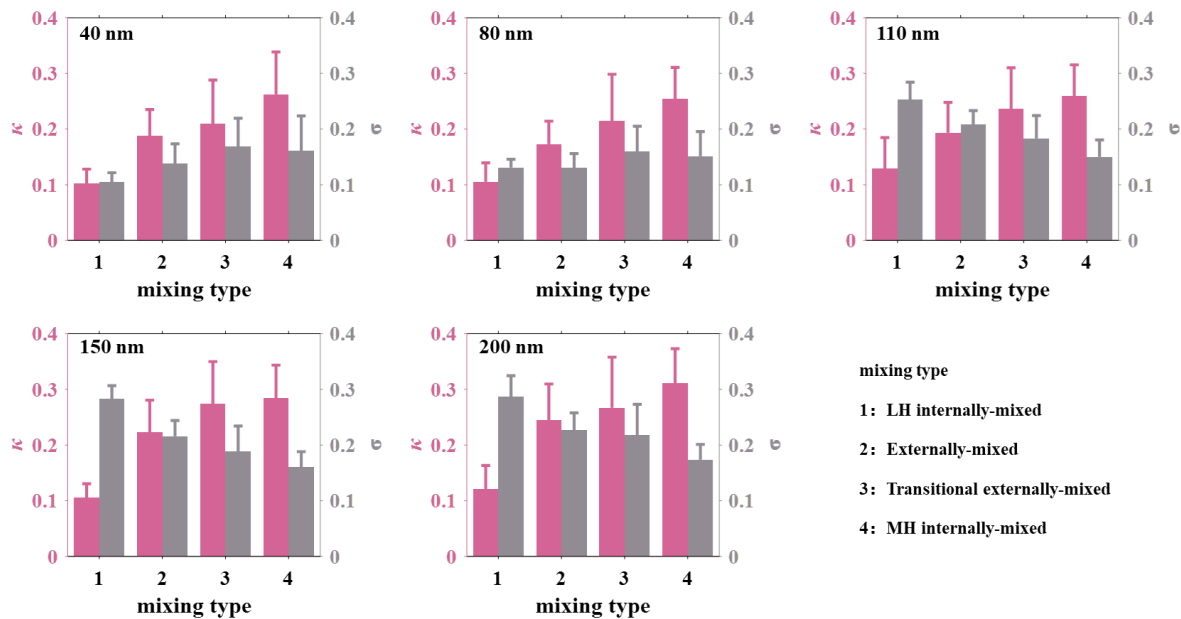 40 nm
0.4
0.3
0.2
0.1
0
κ
0.4
0.3
0.2
0.1
0
σ
1 2 3 4
mixing type
80 nm
0.4
0.3
0.2
0.1
0
κ
0.4
0.3
0.2
0.1
0
σ
1 2 3 4
mixing type
110 nm
0.4
0.3
0.2
0.1
0
κ
0.4
0.3
0.2
0.1
0
σ
1 2 3 4
mixing type
150 nm
0.4
0.3
0.2
0.1
0
κ
0.4
0.3
0.2
0.1
0
σ
1 2 3 4
mixing type
200 nm
0.4
0.3
0.2
0.1
0
κ
0.4
0.3
0.2
0.1
0
σ
1 2 3 4
mixing type
mixing type
1：LH internally-mixed
2：Externally-mixed
3：Transitional externally-mixed
4：MH internally-mixed